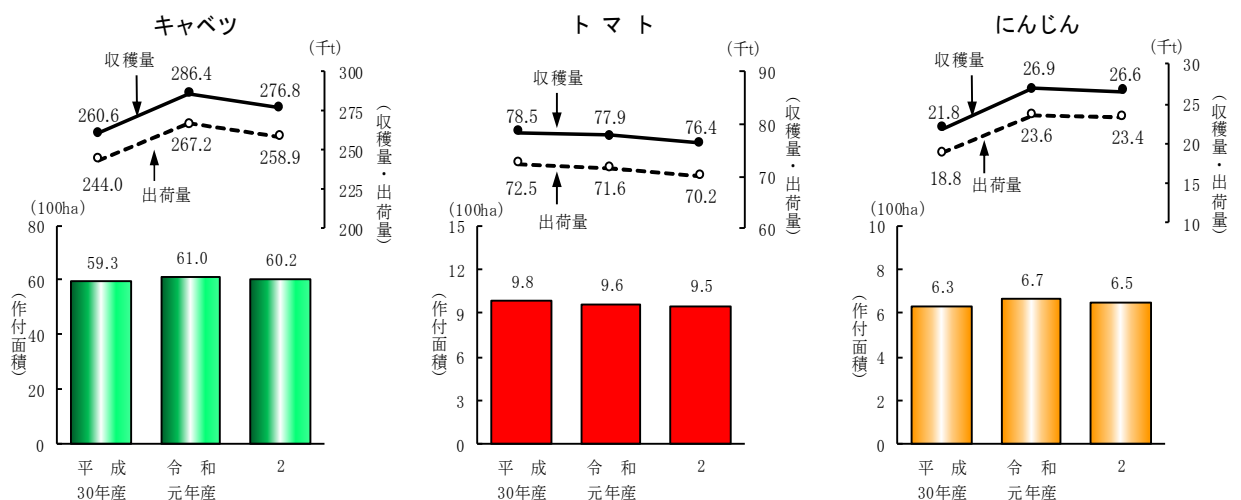 キャベツ
(千t)
収穫量
286.4
276.8
260.6
267.2
258.9
244.0
出荷量
300
275
250
225
200
(収穫量・出荷量)
(100ha)
80
60
40
20
0
(作付面積)
59.3
61.0
60.2
平成
30年産
令和
元年産
2
トマト
(千t)
収穫量
78.5
77.9
76.4
72.5
71.6
70.2
出荷量
90
80
70
60
(収穫量・出荷量)
(100ha)
15
12
9
6
3
0
(作付面積)
9.8
9.6
9.5
平成
30年産
令和
元年産
2
にんじん
(千t)
収穫量
26.9
26.6
21.8
23.6
23.4
18.8
出荷量
30
25
20
15
10
(収穫量・出荷量)
(100ha)
10
8
6
4
2
0
(作付面積)
6.3
6.7
6.5
平成
30年産
令和
元年産
2